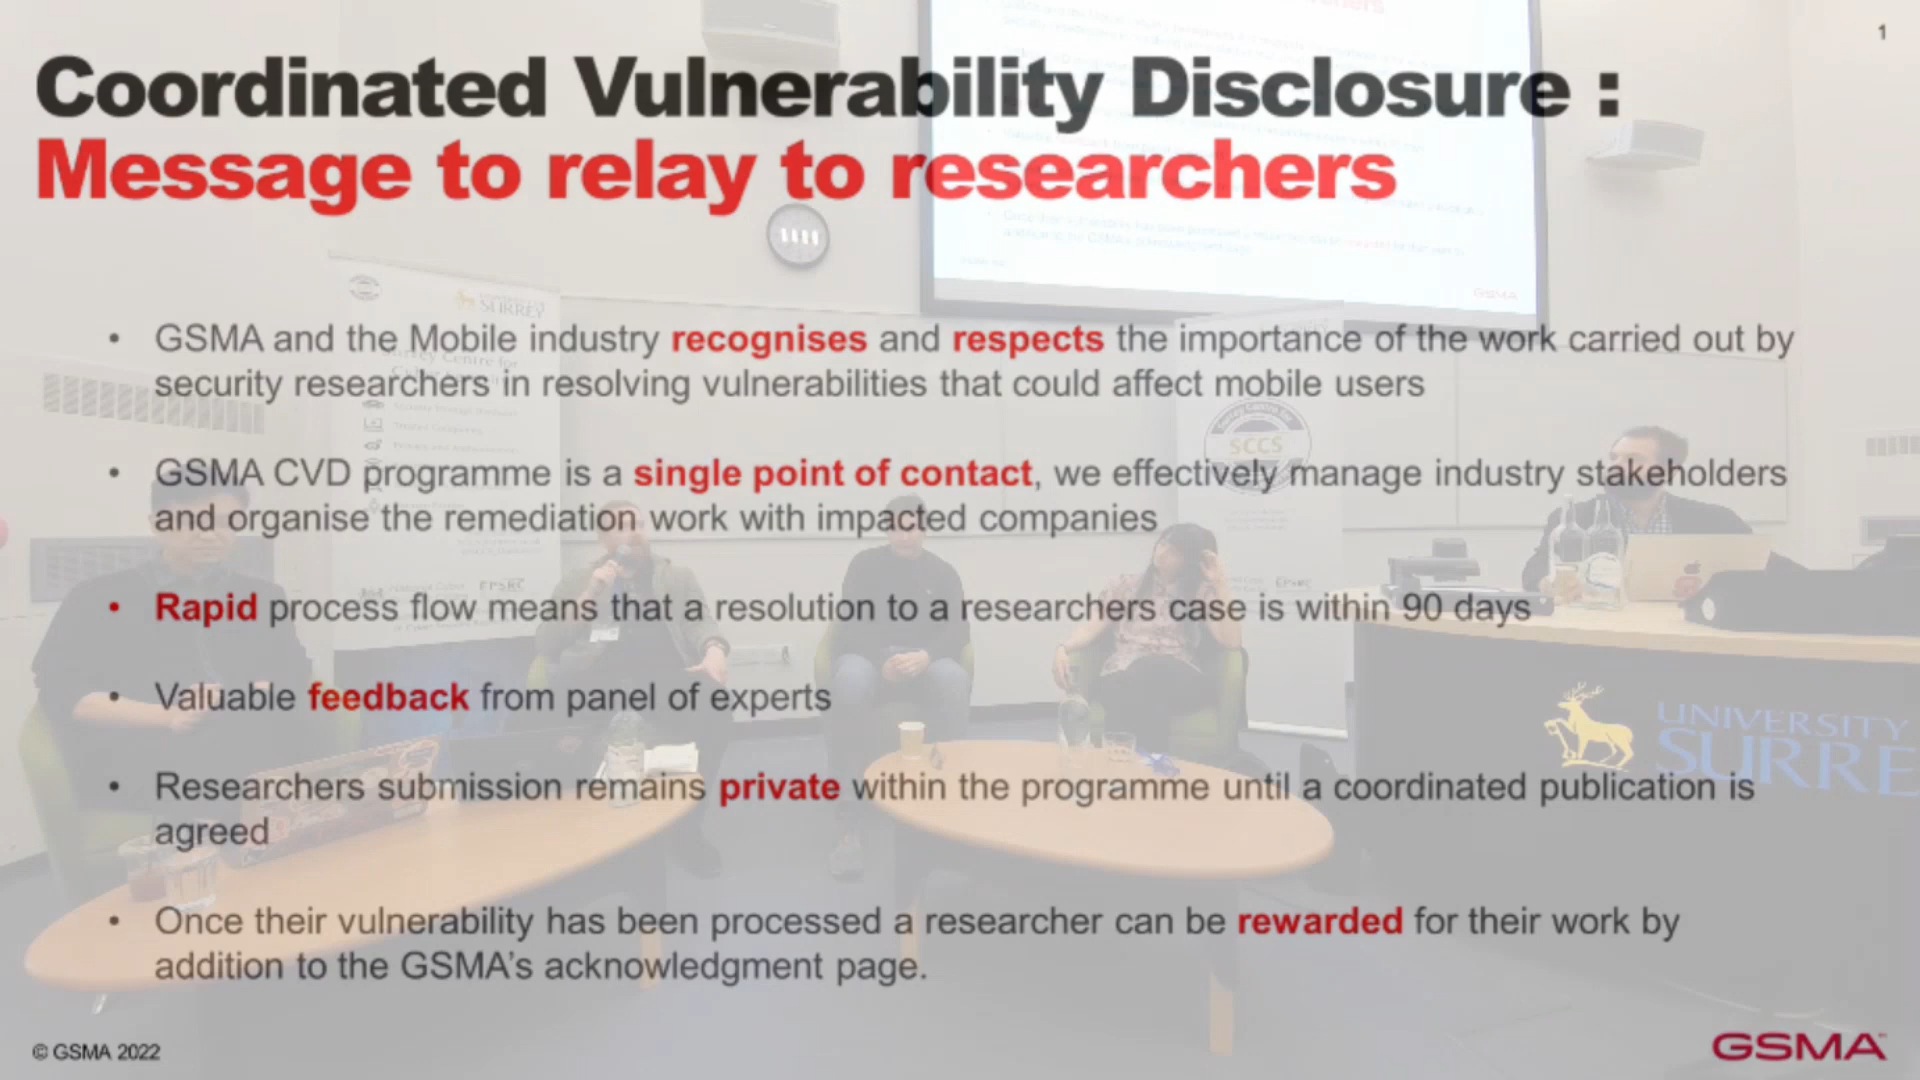 1
Coordinated Vulnerability Disclosure :
Message to relay to researchers
• GSMA and the Mobile industry recognises and respects the importance of the work carried out by
security researchers in resolving vulnerabilities that could affect mobile users
• GSMA CVD programme is a single point of contact, we effectively manage industry stakeholders
and organise the remediation work with impacted companies
• Rapid process flow means that a resolution to a researchers case is within 90 days
• Valuable feedback from panel of experts
• Researchers submission remains private within the programme until a coordinated publication is
agreed
• Once their vulnerability has been processed a researcher can be rewarded for their work by
addition to the GSMA's acknowledgment page.
© GSMA 2022
GSMA
GSMA
SURREY
SCCS
EPSRC
UNIVERSITY
SURRE